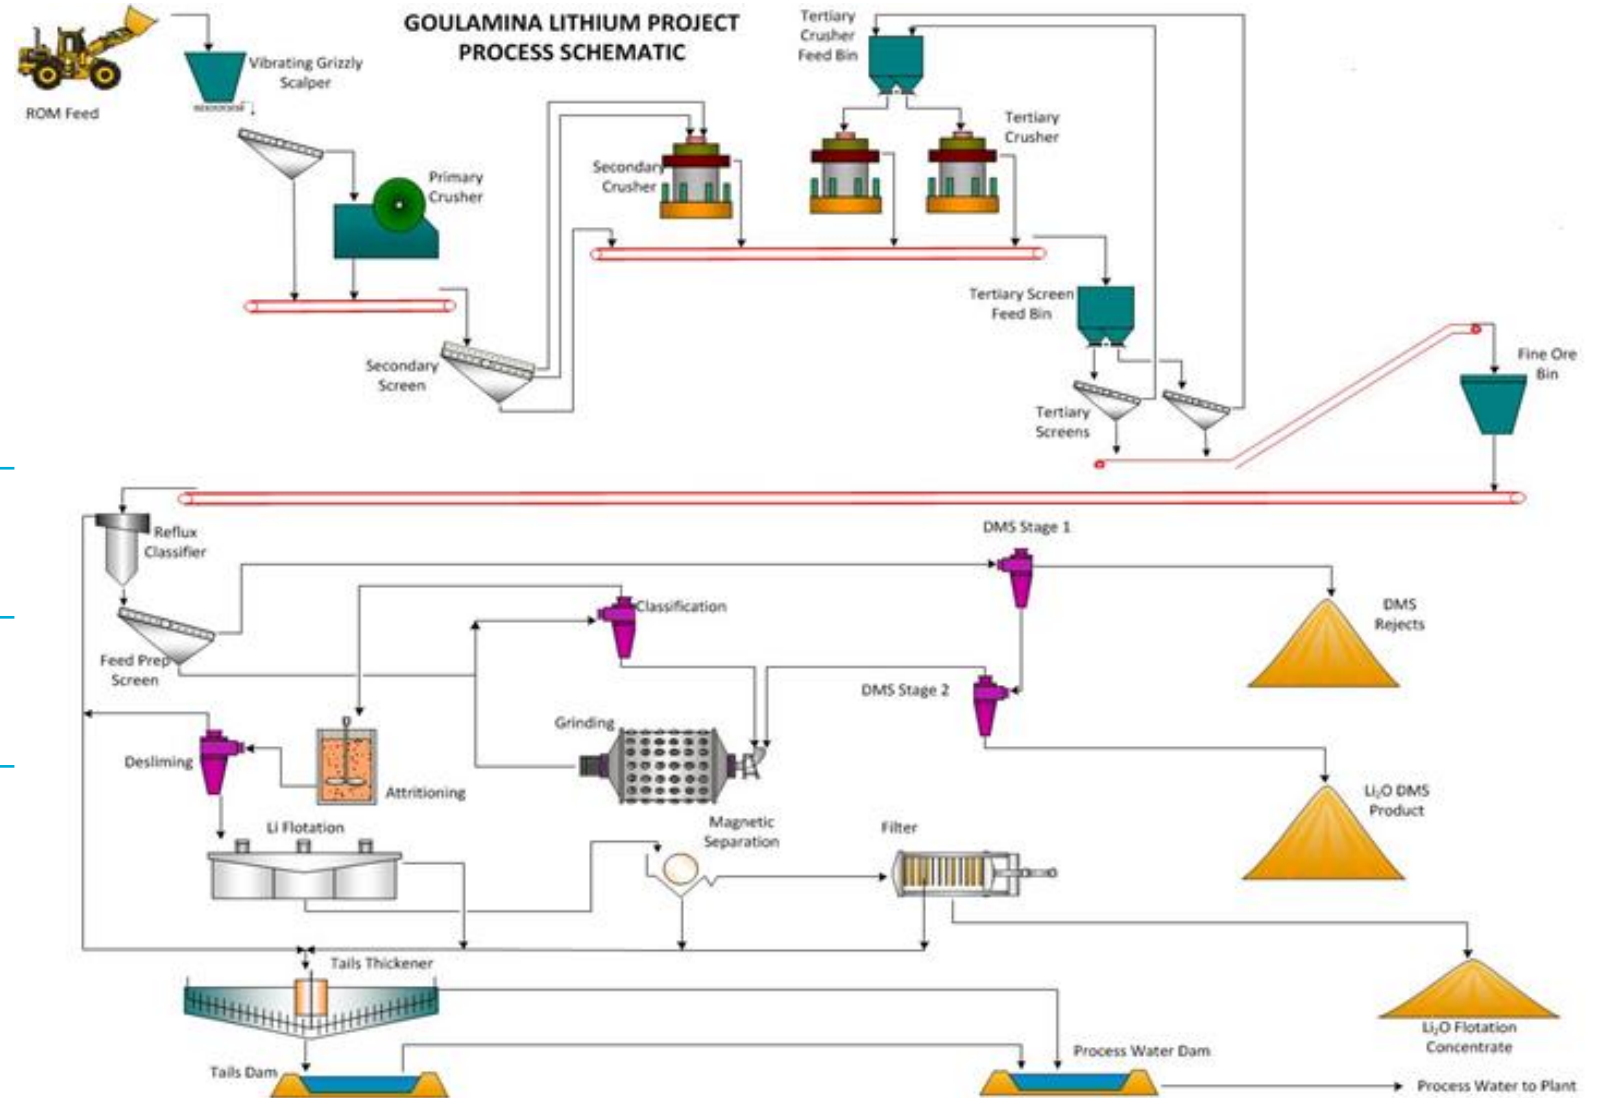 GOULAMINA LITHIUM PROJECT
PROCESS SCHEMATIC
ROM Feed
Vibrating Grizzly
Scalper
Primary
Crusher
Secondary
Screen
Secondary
Crusher
Tertiary
Crusher
Feed Bin
Tertiary
Crusher
Tertiary Screen
Feed Bin
Tertiary
Screens
Fine Ore
Bin
Reflux
Classifier
Feed Prep
Screen
DMS Stage 1
Classification
DMS
Rejects
DMS Stage 2
Grinding
Desliming
Attritioning
Li₂O DMS
Product
Li Flotation
Magnetic
Separation
Filter
Tails Thickener
Li₂O Flotation
Concentrate
Tails Dam
Process Water Dam
Process Water to Plant